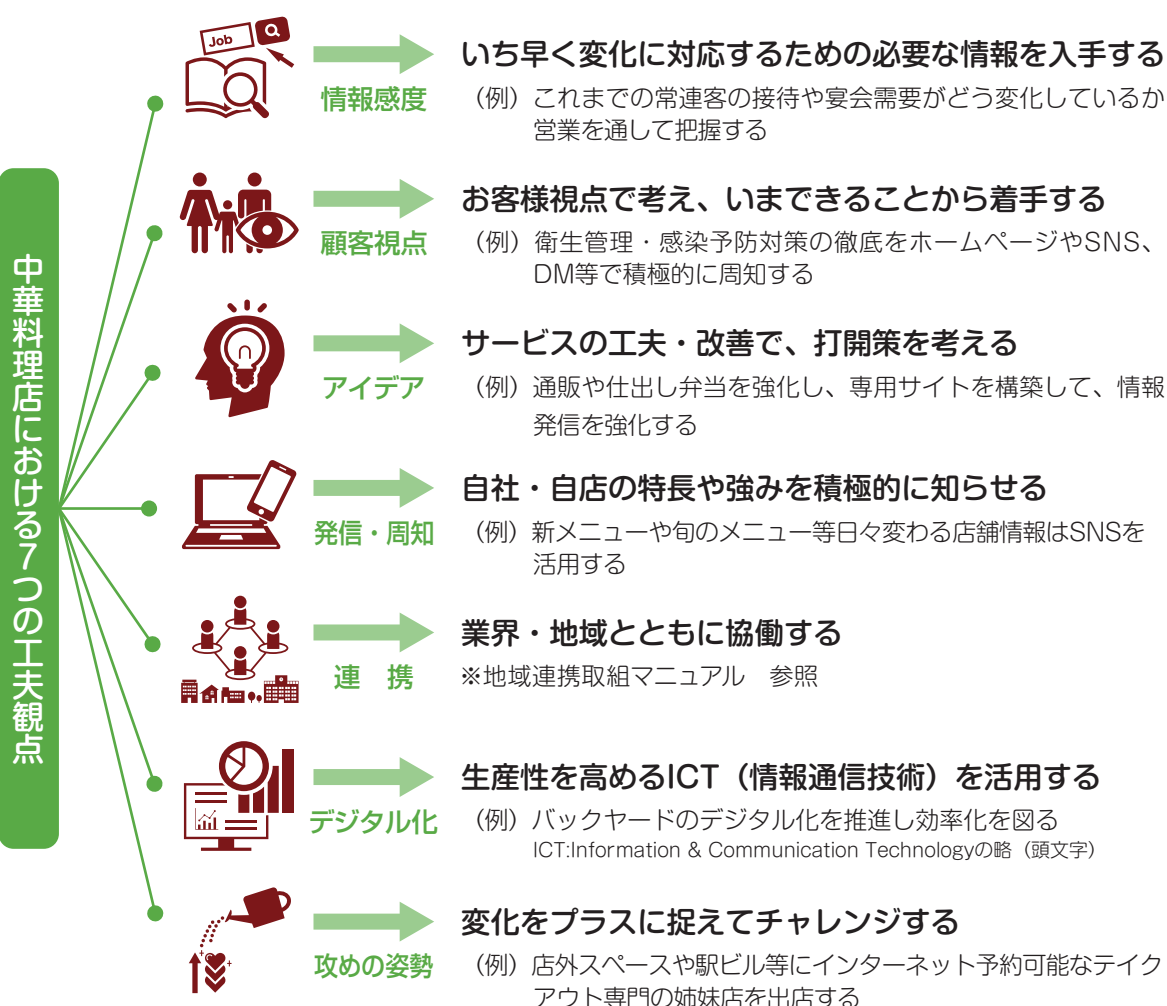 中華料理店における7つの工夫観点
Job
情報感度
いち早く変化に対応するための必要な情報を入手する
（例）これまでの常連客の接待や宴会需要がどう変化しているか
営業を通して把握する
顧客視点
お客様視点で考え、いまできることから着手する
（例）衛生管理・感染予防対策の徹底をホームページやSNS、
DM等で積極的に周知する
アイデア
サービスの工夫・改善で、打開策を考える
（例）通販や仕出し弁当を強化し、専用サイトを構築して、情報
発信を強化する
発信・周知
自社・自店の特長や強みを積極的に知らせる
（例）新メニューや旬のメニュー等日々変わる店舗情報はSNSを
活用する
連　携
業界・地域とともに協働する
※地域連携取組マニュアル　参照
デジタル化
生産性を高めるICT（情報通信技術）を活用する
（例）バックヤードのデジタル化を推進し効率化を図る
ICT:Information & Communication Technologyの略（頭文字）
攻めの姿勢
変化をプラスに捉えてチャレンジする
（例）店外スペースや駅ビル等にインターネット予約可能なテイク
アウト専門の姉妹店を出店する